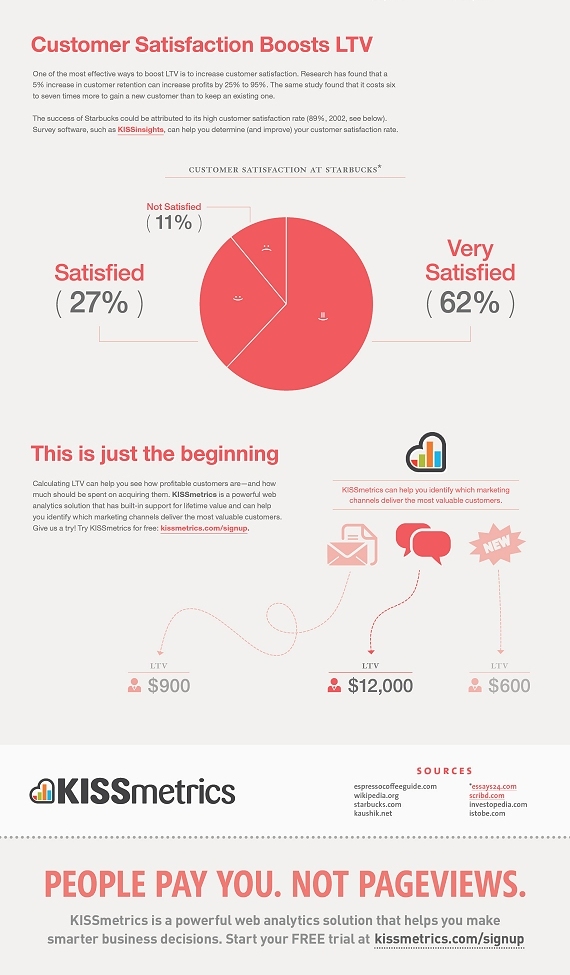 Customer Satisfaction Boosts LTV
One of the most effective ways to boost LTV is to increase customer satisfaction. Research has found that a
5% increase in customer retention can increase profits by 25% to 95%. The same study found that it costs six
to seven times more to gain a new customer than to keep an existing one.
The success of Starbucks could be attributed to its high customer satisfaction rate (89%, 2002, see below).
Survey software, such as KISSinsights, can help you determine (and improve) your customer satisfaction rate.
CUSTOMER SATISFACTION AT STARBUCKS*
Not Satisfied
( 11% )
Satisfied
( 27% )
Very
Satisfied
( 62% )
This is just the beginning
Calculating LTV can help you see how profitable customers are—and how
much should be spent on acquiring them. KISSmetrics is a powerful web
analytics solution that has built-in support for lifetime value and can help
you identify which marketing channels deliver the most valuable customers.
Give us a try! Try KISSmetrics for free: kissmetrics.com/signup.
KISSmetrics can help you identify which marketing
channels deliver the most valuable customers.
NEW
LTV
$900
LTV
$12,000
LTV
$600
KISSmetrics
SOURCES
espressocoffeeguide.com
wikipedia.org
starbucks.com
kaushik.net
*essays24.com
scribd.com
investopedia.com
istobe.com
PEOPLE PAY YOU. NOT PAGEVIEWS.
KISSmetrics is a powerful web analytics solution that helps you make
smarter business decisions. Start your FREE trial at kissmetrics.com/signup